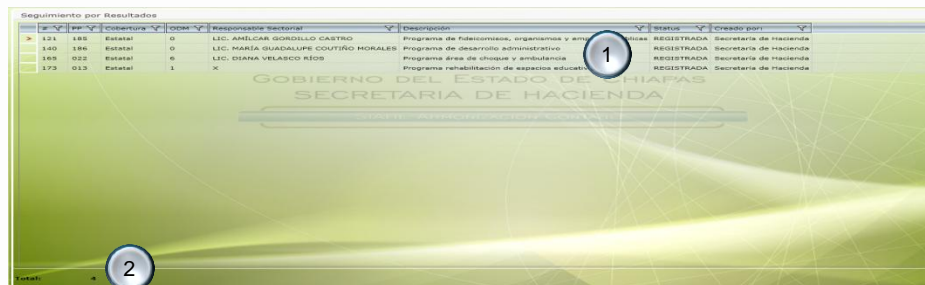 Seguimiento por Resultados
# PP Cobertura ODM Responsable Sectorial Descripción Status Creado por:
> 121 185 Estatal 0 LIC. AMÍLCAR GORDILLO CASTRO Programa de fideicomisos, organismos y REGISTRADA Secretaría de Hacienda
140 186 Estatal 0 LIC. MARÍA GUADALUPE COUTIÑO MORALES Programa de desarrollo administrativo REGISTRADA Secretaría de Hacienda
165 022 Estatal 6 LIC. DIANA VELASCO RÍOS Programa área de choque y ambulancia REGISTRADA Secretaría de Hacienda
173 013 Estatal 1 X Programa rehabilitación de espacios REGISTRADA Secretaría de Hacienda
1
GOBIERNO DEL ESTADO DE CHIAPAS
SECRETARIA DE HACIENDA
2
Total: 4